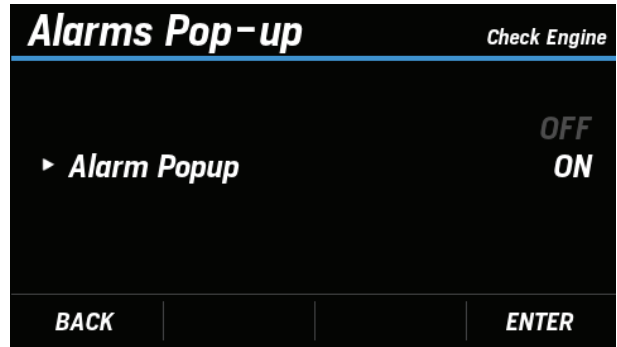 Alarms Pop-up
Check Engine
OFF
Alarm Popup ON
BACK ENTER